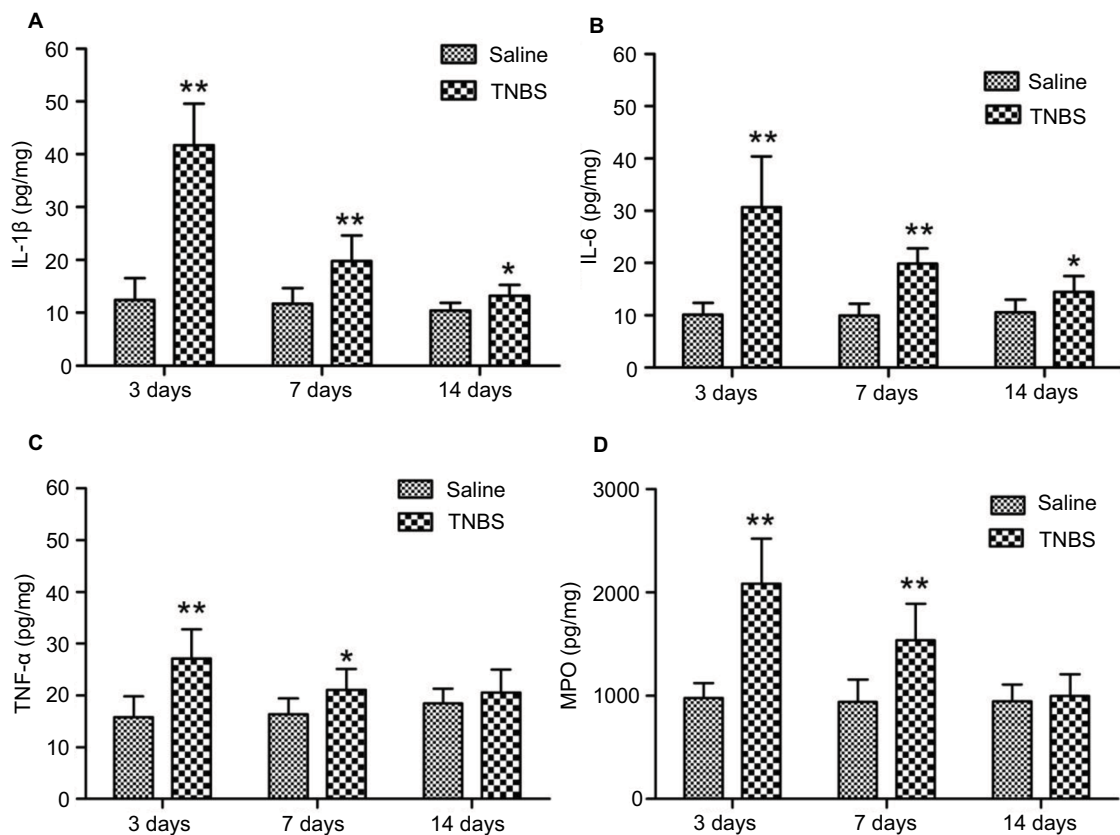 A
IL-1β (pg/mg)
60
50
40
30
20
10
0
Saline
TNBS
**
**
*
3 days 7 days 14 days
B
IL-6 (pg/mg)
60
50
40
30
20
10
0
Saline
TNBS
**
**
*
3 days 7 days 14 days
C
TNF-α (pg/mg)
60
50
40
30
20
10
0
Saline
TNBS
**
*
3 days 7 days 14 days
D
MPO (pg/mg)
3000
2000
1000
0
Saline
TNBS
**
**
3 days 7 days 14 days